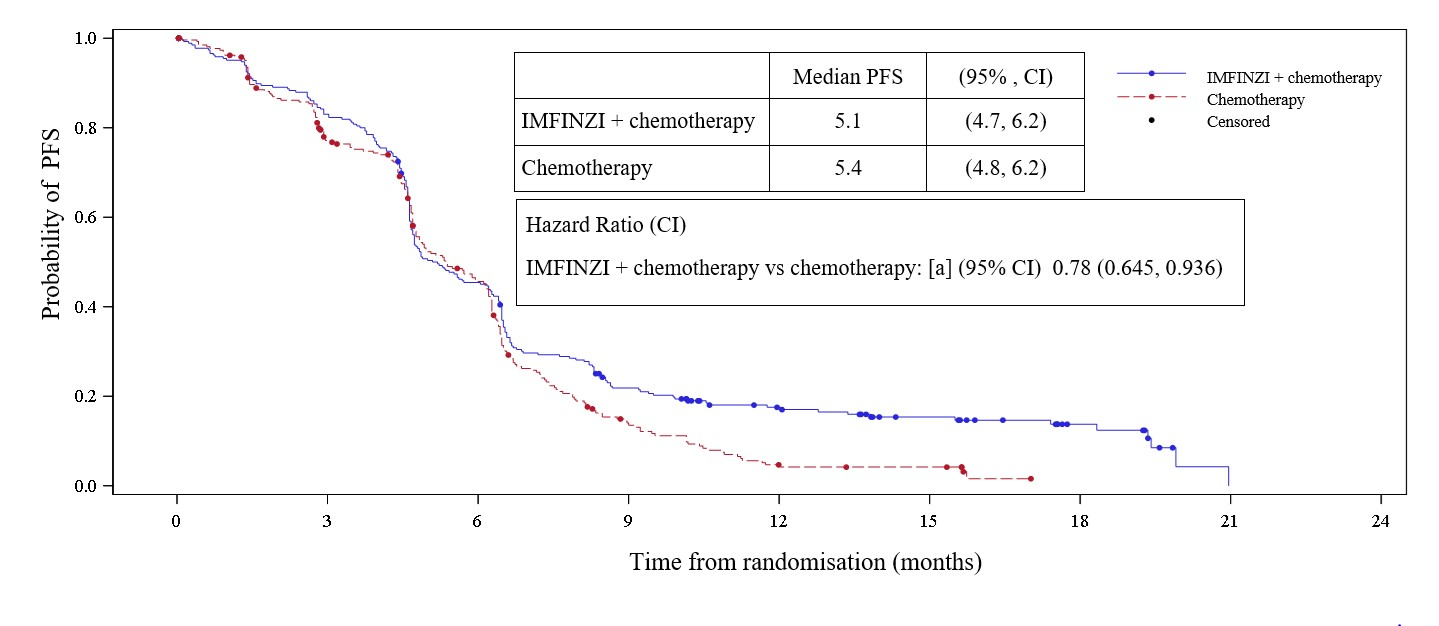 Median PFS (95% , CI)
IMFINZI + chemotherapy 5.1 (4.7, 6.2)
Chemotherapy 5.4 (4.8, 6.2)
IMFINZI + chemotherapy
Chemotherapy
Censored
Hazard Ratio (CI)
IMFINZI + chemotherapy vs chemotherapy: [a] (95% CI) 0.78 (0.645, 0.936)
Probability of PFS
1.0
0.8
0.6
0.4
0.2
0.0
0 3 6 9 12 15 18 21 24
Time from randomisation (months)